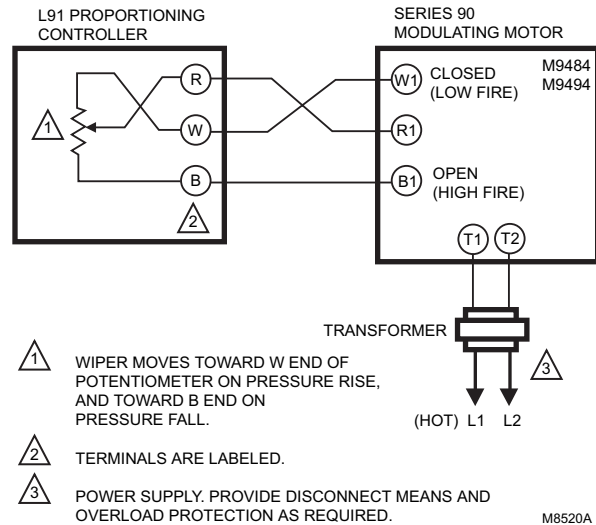 L91 PROPORTIONING
CONTROLLER
SERIES 90
MODULATING MOTOR
M9484
M9494
R
W
B
W1
CLOSED
(LOW FIRE)
R1
B1
OPEN
(HIGH FIRE)
1
2
T1
T2
TRANSFORMER
3
(HOT) L1 L2
1
WIPER MOVES TOWARD W END OF
POTENTIOMETER ON PRESSURE RISE,
AND TOWARD B END ON
PRESSURE FALL.
2
TERMINALS ARE LABELED.
3
POWER SUPPLY. PROVIDE DISCONNECT MEANS AND
OVERLOAD PROTECTION AS REQUIRED.
M8520A